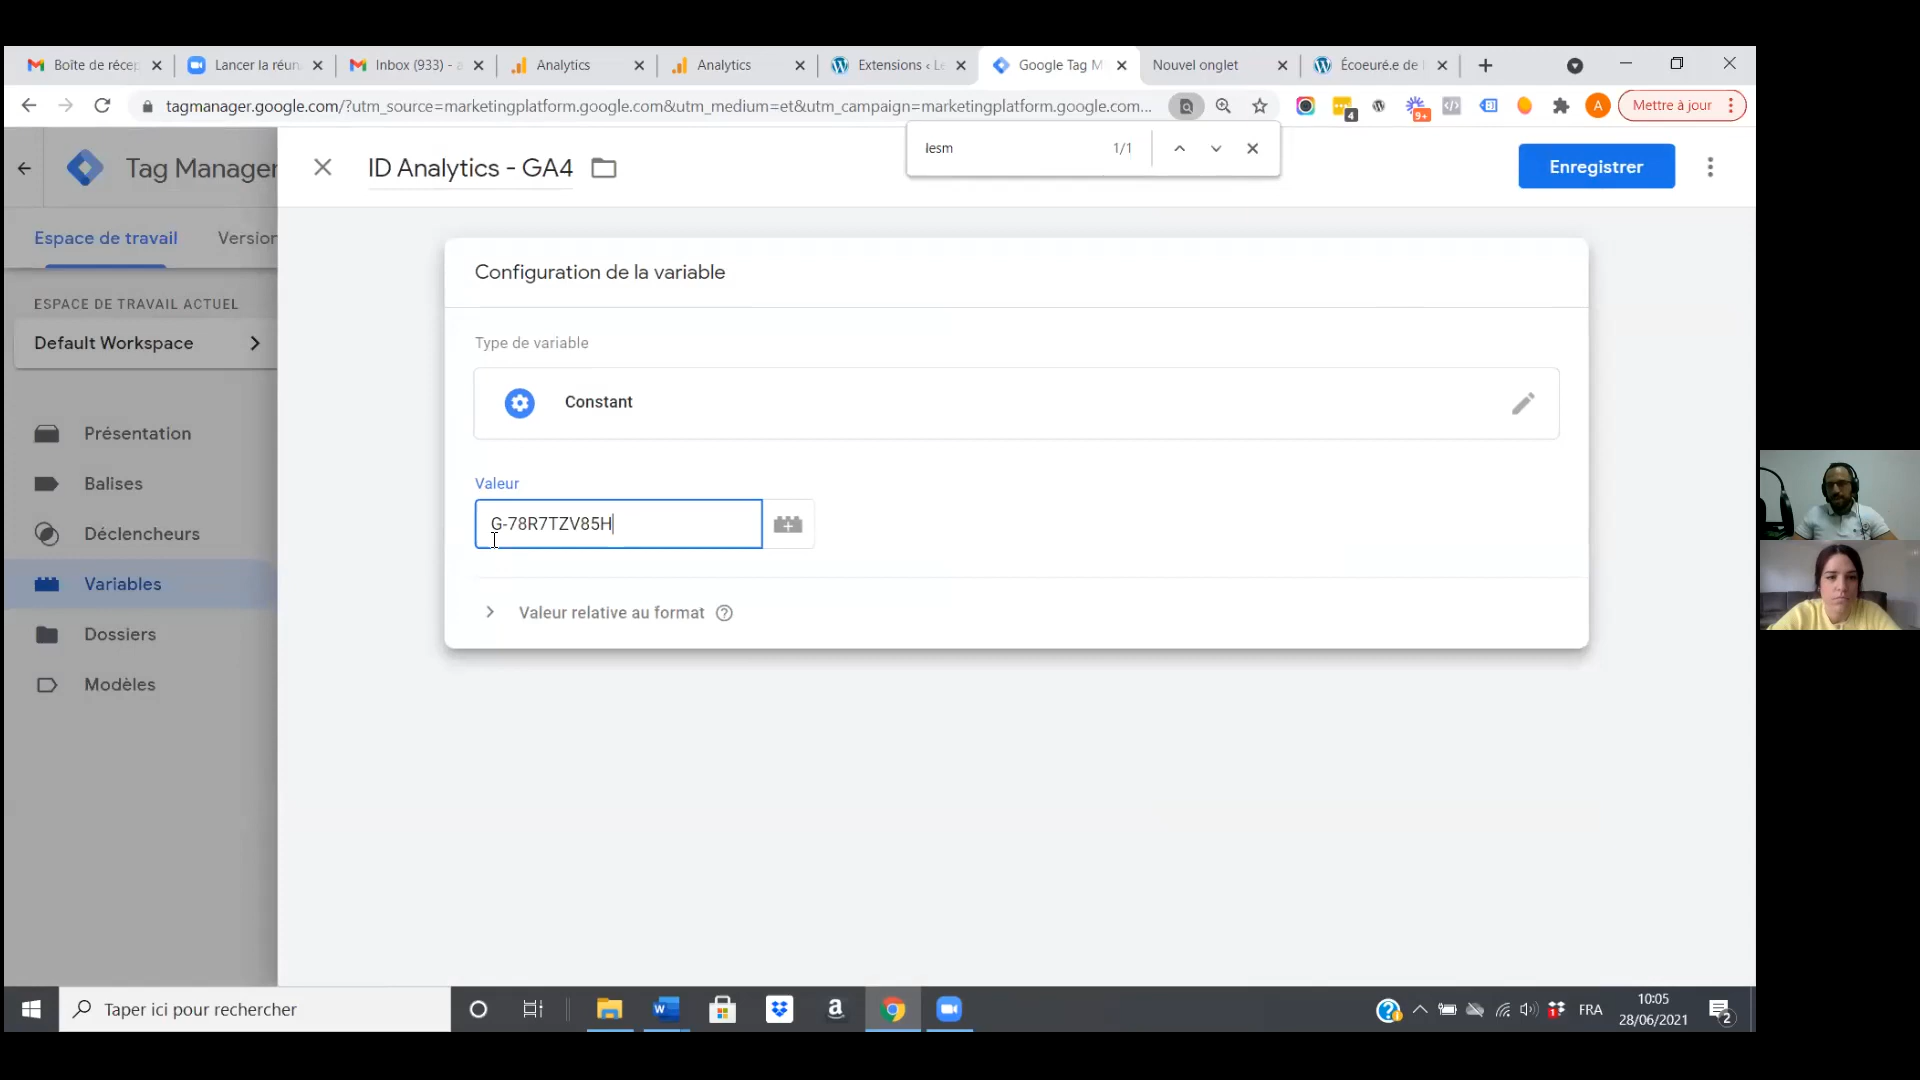 Boîte de récep
Lancer la réun
Inbox (933) - a
Analytics
Analytics
Extensions ‹ Le
Google Tag M
Nouvel onglet
Écoeuré.e de l
tagmanager.google.com/?utm_source=marketingplatform.google.com&utm_medium=et&utm_campaign=marketingplatform.google.com...
4
9+
A
Mettre à jour
lesm
1/1
Tag Manager
ID Analytics - GA4
Enregistrer
Espace de travail
Version
Configuration de la variable
ESPACE DE TRAVAIL ACTUEL
Default Workspace
Type de variable
Constant
Présentation
Balises
Déclencheurs
Variables
Dossiers
Modèles
Valeur
G-78R7TZV85H
Valeur relative au format
Taper ici pour rechercher
FRA
10:05
28/06/2021
2